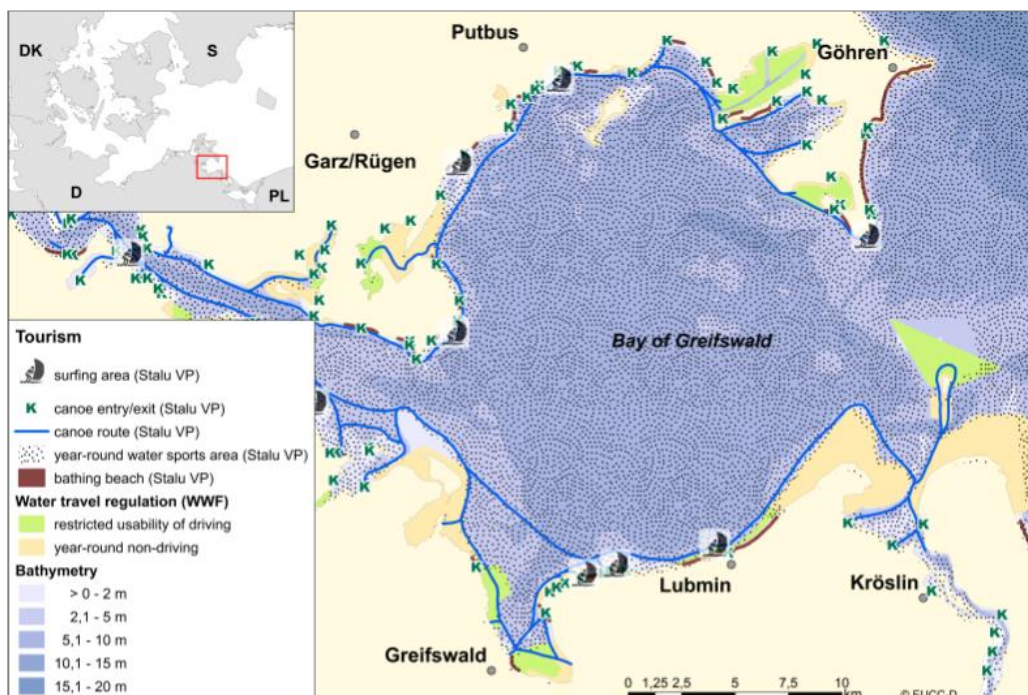 DK
S
D
PL
Putbus
Göhren
Garz/Rügen
Bay of Greifswald
Tourism
surfing area (Stalu VP)
K canoe entry/exit (Stalu VP)
canoe route (Stalu VP)
year-round water sports area (Stalu VP)
bathing beach (Stalu VP)
Water travel regulation (WWF)
restricted usability of driving
year-round non-driving
Bathymetry
> 0 - 2 m
2,1 - 5 m
5,1 - 10 m
10,1 - 15 m
15,1 - 20 m
Lubmin
Kröslin
Greifswald
0 1,25 2,5 5 7,5 10
km
© EUCC-D